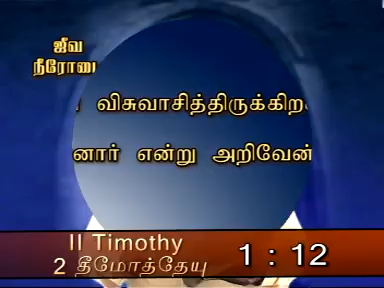 ஜீவ
நீரோடை
விசுவாசித்திருக்கிற
னார் என்று அறிவேன்
II Timothy 1 : 12
2 தீமோத்தேயு